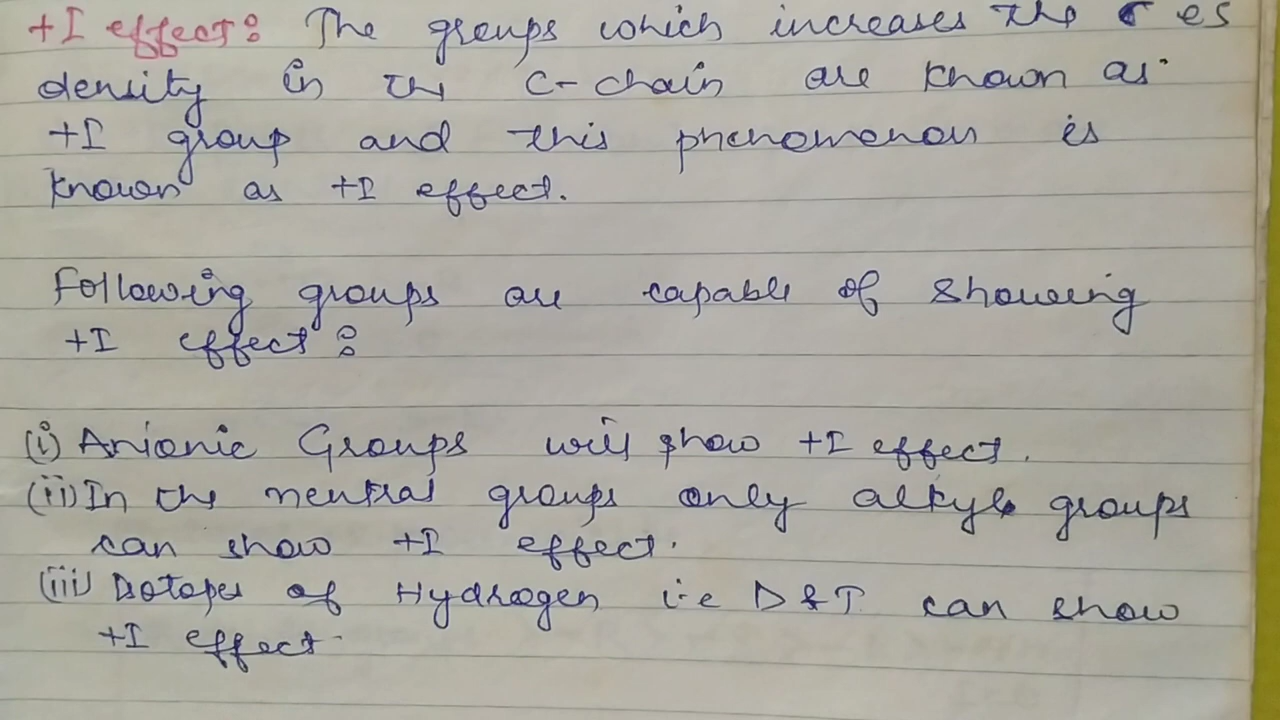 +I effect: The groups which increases the es
density in the C-chain are known as
+I group and this phenomenon is
known as +I effect.
Following groups are capable of showing
+I effect:
(i) Anionic Groups will show +I effect.
(ii) In the neutral groups only alkyl groups
can show +I effect.
(iii) Isotopes of Hydrogen i.e D & T can show
+I effect.